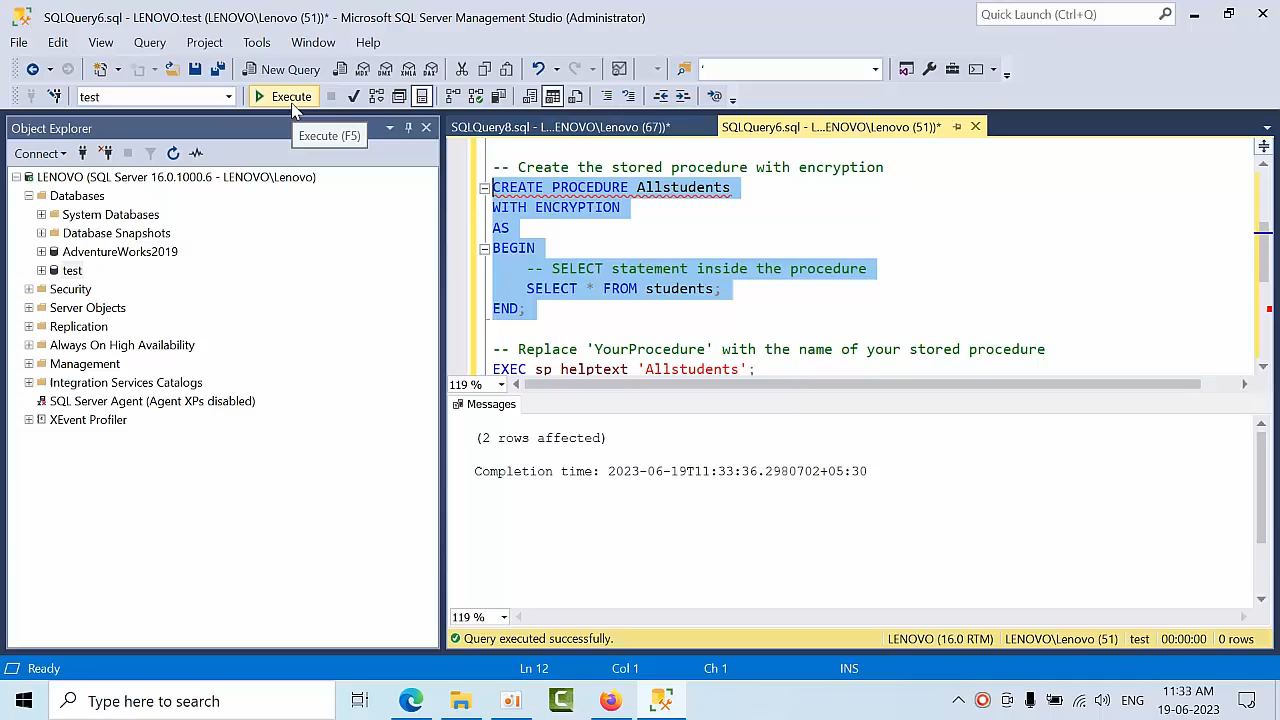 SQLQuery6.sql - LENOVO.test (LENOVO\Lenovo (51))* - Microsoft SQL Server Management Studio (Administrator)
Quick Launch (Ctrl+Q)
File Edit View Query Project Tools Window Help
New Query
MDX DMX XMLA DAX
'
test
Execute
Execute (F5)
Object Explorer
Connect
LENOVO (SQL Server 16.0.1000.6 - LENOVO\Lenovo)
Databases
System Databases
Database Snapshots
AdventureWorks2019
test
Security
Server Objects
Replication
Always On High Availability
Management
Integration Services Catalogs
SQL Server Agent (Agent XPs disabled)
XEvent Profiler
SQLQuery8.sql - L...ENOVO\Lenovo (67))*
SQLQuery6.sql - L...ENOVO\Lenovo (51))*
-- Create the stored procedure with encryption
CREATE PROCEDURE Allstudents
WITH ENCRYPTION
AS
BEGIN
-- SELECT statement inside the procedure
SELECT * FROM students;
END;
-- Replace 'YourProcedure' with the name of your stored procedure
EXEC sp_helptext 'Allstudents';
119 %
Messages
(2 rows affected)
Completion time: 2023-06-19T11:33:36.2980702+05:30
119 %
Query executed successfully.
LENOVO (16.0 RTM) LENOVO\Lenovo (51) test 00:00:00 0 rows
Ready
Ln 12 Col 1 Ch 1 INS
Type here to search
ENG
11:33 AM
19-06-2023